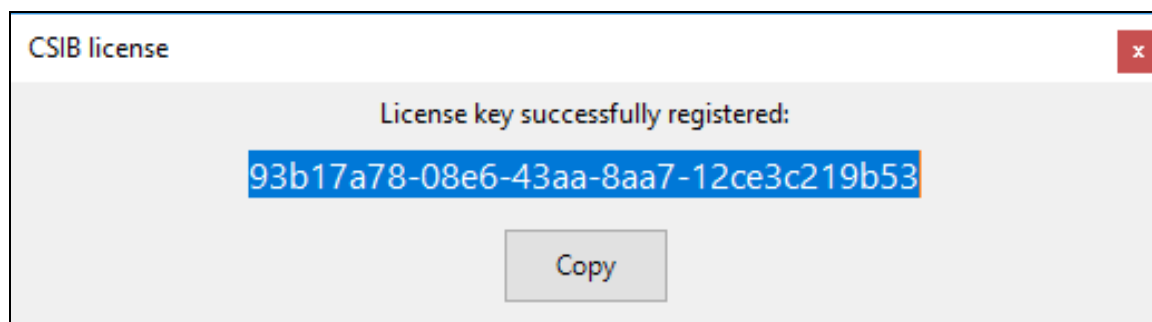 CSIB license
x
License key successfully registered:
93b17a78-08e6-43aa-8aa7-12ce3c219b53
Copy